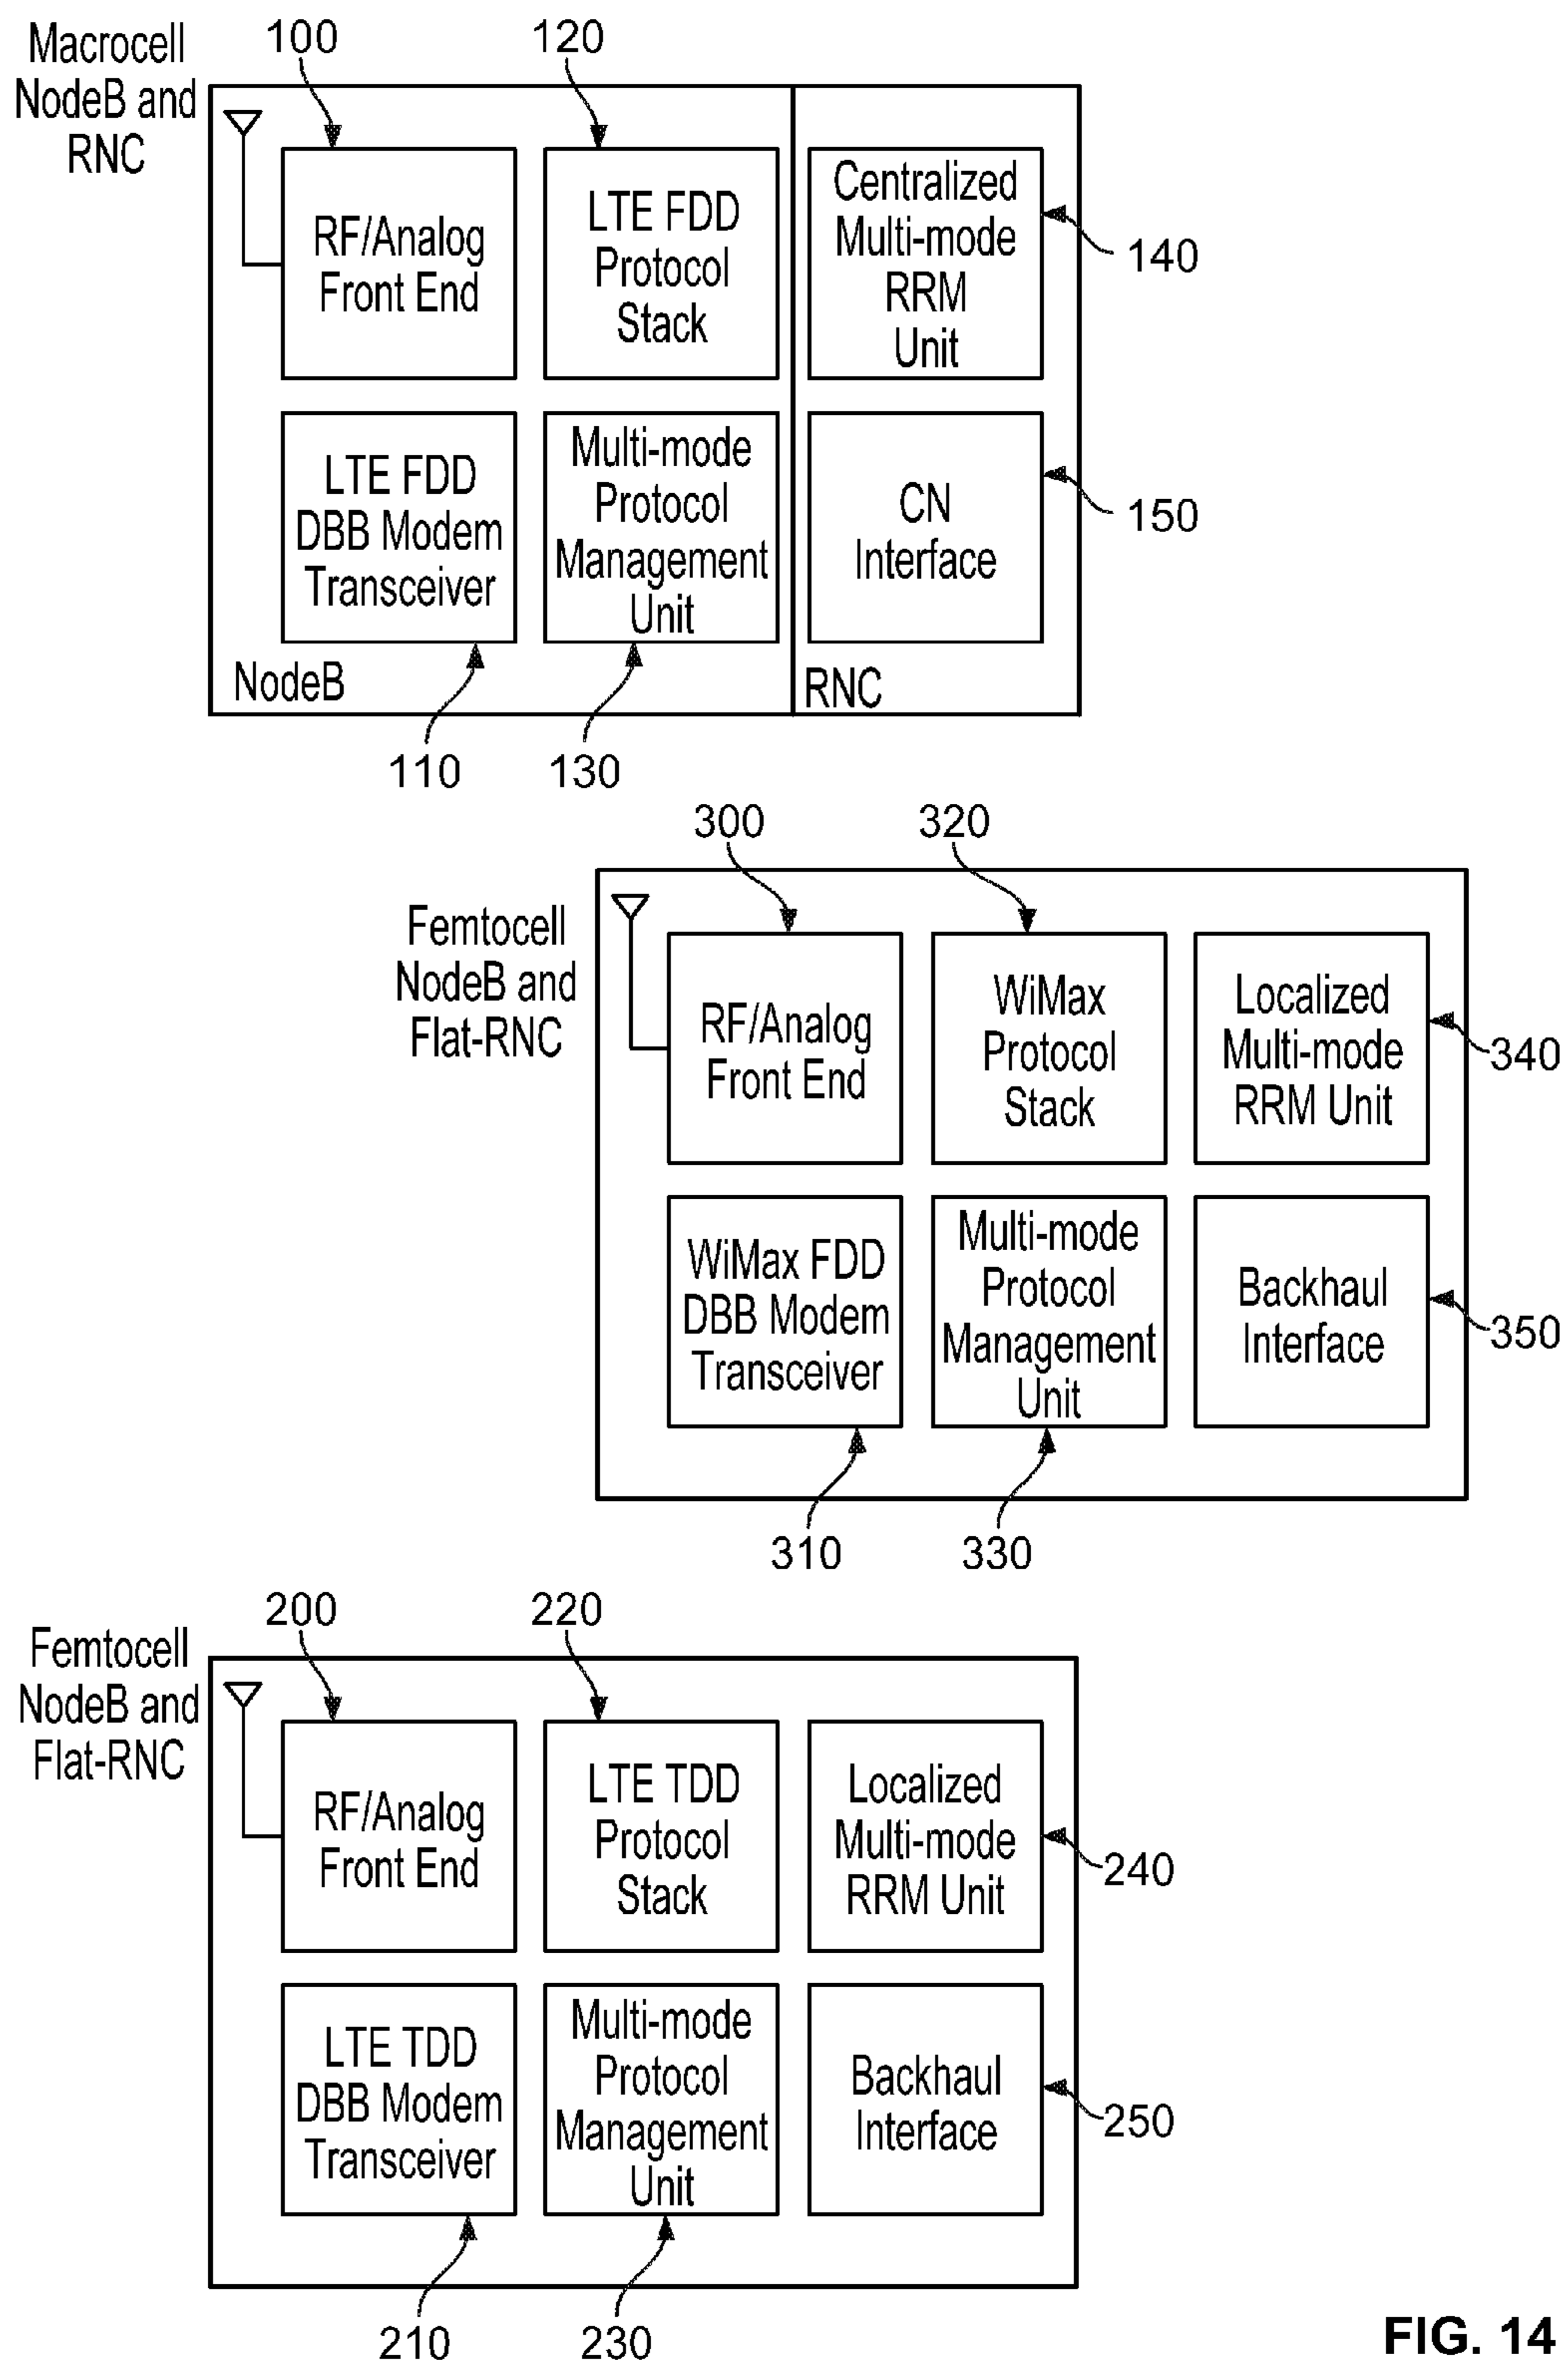 Macrocell
NodeB and
RNC
100
120
RF/Analog
Front End
LTE FDD
Protocol
Stack
Centralized
Multi-mode
RRM
Unit
140
LTE FDD
DBB Modem
Transceiver
Multi-mode
Protocol
Management
Unit
CN
Interface
150
NodeB
RNC
110
130
300
320
Femtocell
NodeB and
Flat-RNC
RF/Analog
Front End
WiMax
Protocol
Stack
Localized
Multi-mode
RRM Unit
340
WiMax FDD
DBB Modem
Transceiver
Multi-mode
Protocol
Management
Unit
Backhaul
Interface
350
310
330
200
220
Femtocell
NodeB and
Flat-RNC
RF/Analog
Front End
LTE TDD
Protocol
Stack
Localized
Multi-mode
RRM Unit
240
LTE TDD
DBB Modem
Transceiver
Multi-mode
Protocol
Management
Unit
Backhaul
Interface
250
210
230
FIG. 14